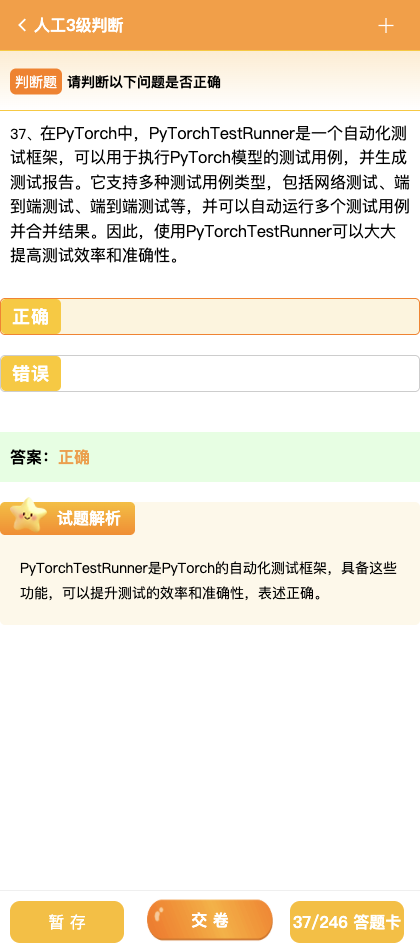 人工3级判断
判断题 请判断以下问题是否正确
37、在PyTorch中，PyTorchTestRunner是一个自动化测
试框架，可以用于执行PyTorch模型的测试用例，并生成
测试报告。它支持多种测试用例类型，包括网络测试、端
到端测试、端到端测试等，并可以自动运行多个测试用例
并合并结果。因此，使用PyTorchTestRunner可以大大
提高测试效率和准确性。
正确
错误
答案：正确
试题解析
PyTorchTestRunner是PyTorch的自动化测试框架，具备这些
功能，可以提升测试的效率和准确性，表述正确。
暂 存
交 卷
37/246 答题卡